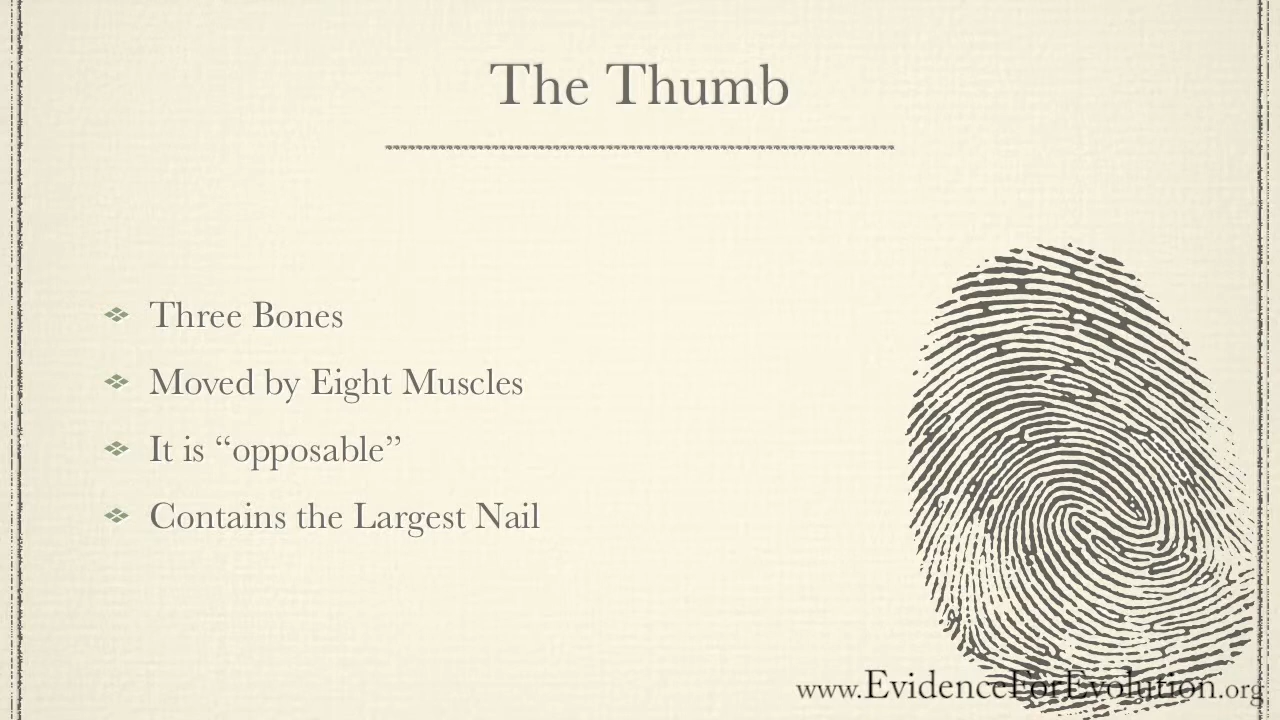 The Thumb
Three Bones
Moved by Eight Muscles
It is “opposable”
Contains the Largest Nail
www.EvidenceForEvolution.org